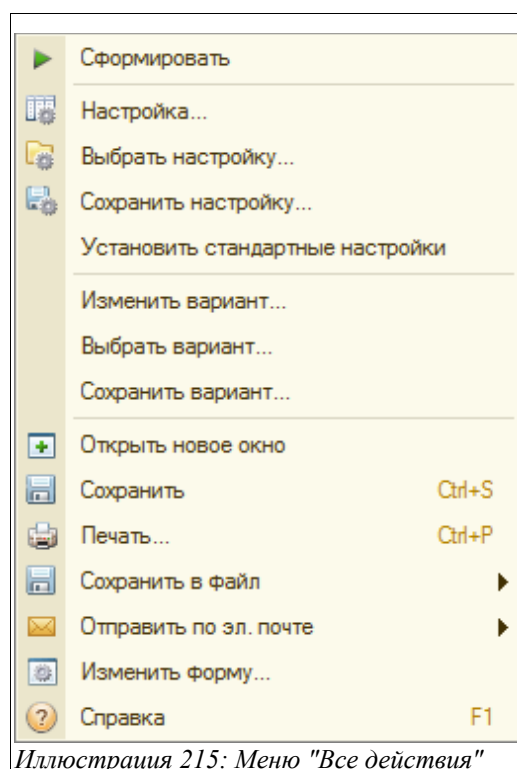 Сформировать
Настройка...
Выбрать настройку...
Сохранить настройку...
Установить стандартные настройки
Изменить вариант...
Выбрать вариант...
Сохранить вариант...
Открыть новое окно
Сохранить Ctrl+S
Печать... Ctrl+P
Сохранить в файл
Отправить по эл. почте
Изменить форму...
Справка F1
Иллюстрация 215: Меню "Все действия"